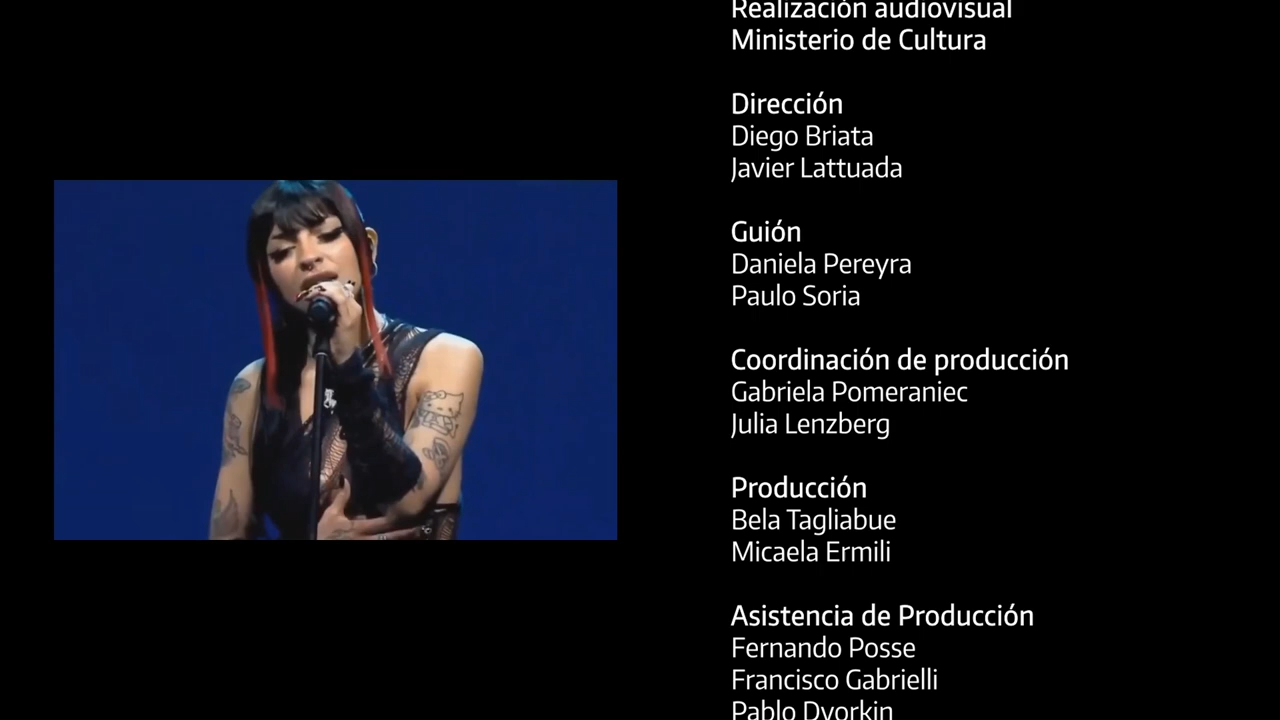 Realización audiovisual
Ministerio de Cultura
Dirección
Diego Briata
Javier Lattuada
Guión
Daniela Pereyra
Paulo Soria
Coordinación de producción
Gabriela Pomeraniec
Julia Lenzberg
Producción
Bela Tagliabue
Micaela Ermili
Asistencia de Producción
Fernando Posse
Francisco Gabrielli
Pablo Dvorkin